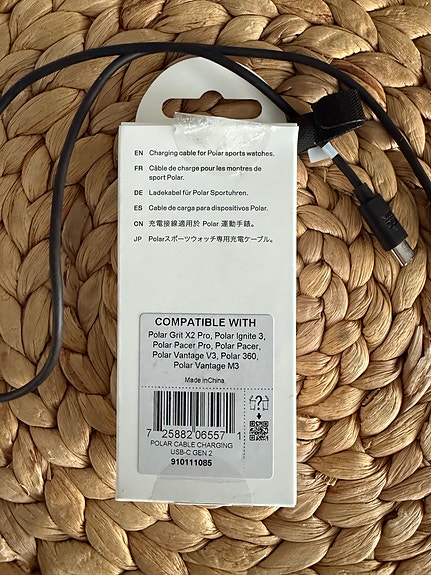 EN Charging cable for Polar sports watches.
FR Câble de charge pour les montres de
sport Polar.
DE Ladekabel für Polar Sportuhren.
ES Cable de carga para dispositivos Polar.
CN 充電接線適用於 Polar 運動手錶。
JP Polarスポーツウォッチ専用充電ケーブル。
COMPATIBLE WITH
Polar Grit X2 Pro, Polar Ignite 3,
Polar Pacer Pro, Polar Pacer,
Polar Vantage V3, Polar 360,
Polar Vantage M3
Made in China
?
7 25882 06557 1
POLAR CABLE CHARGING
USB-C GEN 2
910111085